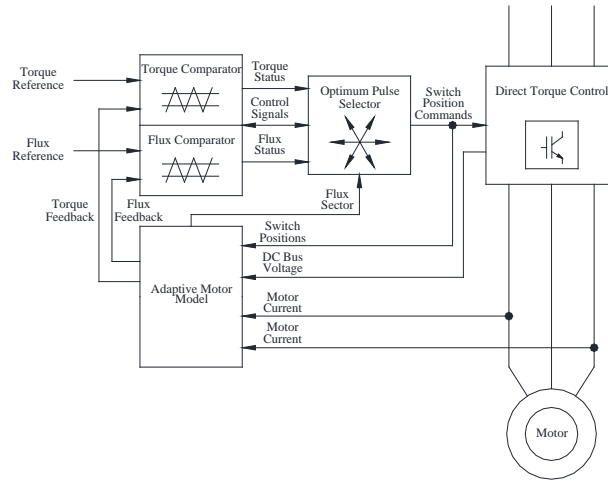 Torque
Reference
Flux
Reference
Torque
Feedback
Flux
Feedback
Torque Comparator
Flux Comparator
Torque
Status
Control
Signals
Flux
Status
Optimum Pulse
Selector
Flux
Sector
Switch
Position
Commands
Direct Torque Control
Adaptive Motor
Model
Switch
Positions
DC Bus
Voltage
Motor
Current
Motor
Current
Motor